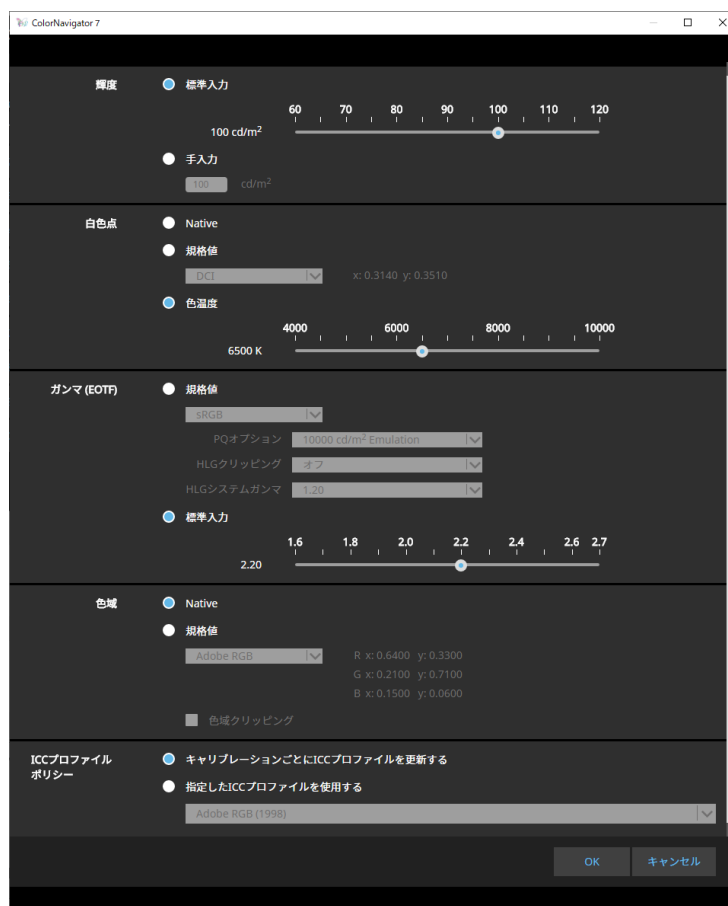 ColorNavigator 7
輝度
標準入力
60 70 80 90 100 110 120
100 cd/m²
手入力
100 cd/m²
白色点
Native
規格値
DCI x: 0.3140 y: 0.3510
色温度
4000 6000 8000 10000
6500 K
ガンマ (EOTF)
規格値
sRGB
PQオプション 10000 cd/m² Emulation
HLGクリッピング オフ
HLGシステムガンマ 1.20
標準入力
1.6 1.8 2.0 2.2 2.4 2.6 2.7
2.20
色域
Native
規格値
Adobe RGB R x: 0.6400 y: 0.3300
G x: 0.2100 y: 0.7100
B x: 0.1500 y: 0.0600
色域クリッピング
ICCプロファイル
ポリシー
キャリブレーションごとにICCプロファイルを更新する
指定したICCプロファイルを使用する
Adobe RGB (1998)
OK キャンセル